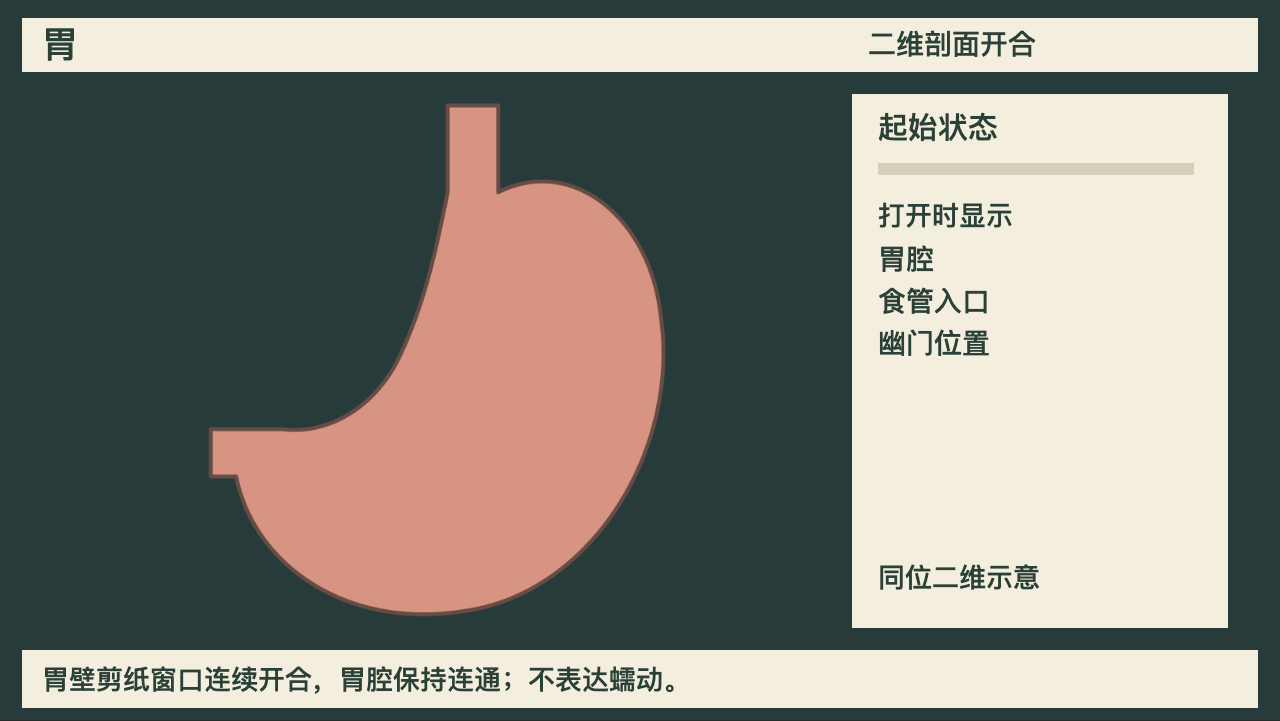 胃
二维剖面开合
起始状态
打开时显示
胃腔
食管入口
幽门位置
同位二维示意
胃壁剪纸窗口连续开合，胃腔保持连通；不表达蠕动。